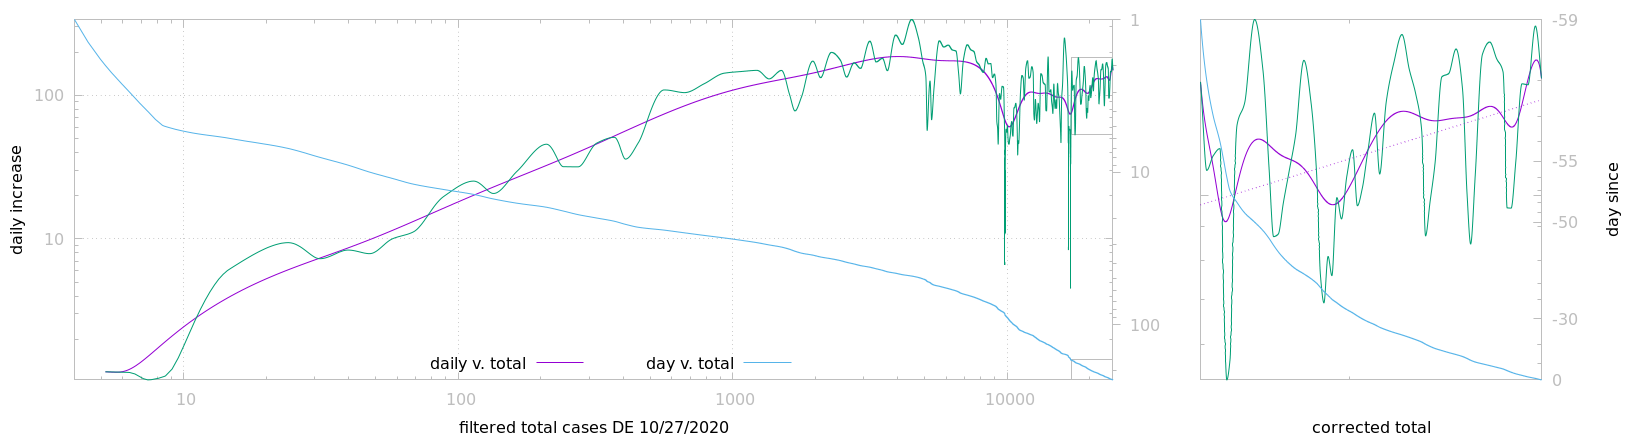 daily increase
100
10
daily v. total
day v. total
10
100
1000
10000
filtered total cases DE 10/27/2020
1
10
100
-59
-55
-50
-30
0
day since
corrected total